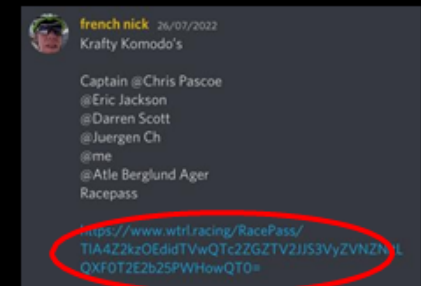 french nick 26/07/2022
Krafty Komodo's
Captain @Chris Pascoe
@Eric Jackson
@Darren Scott
@Juergen Ch
@me
@Atle Berglund Ager
Racepass
https://www.wtrl.racing/RacePass/